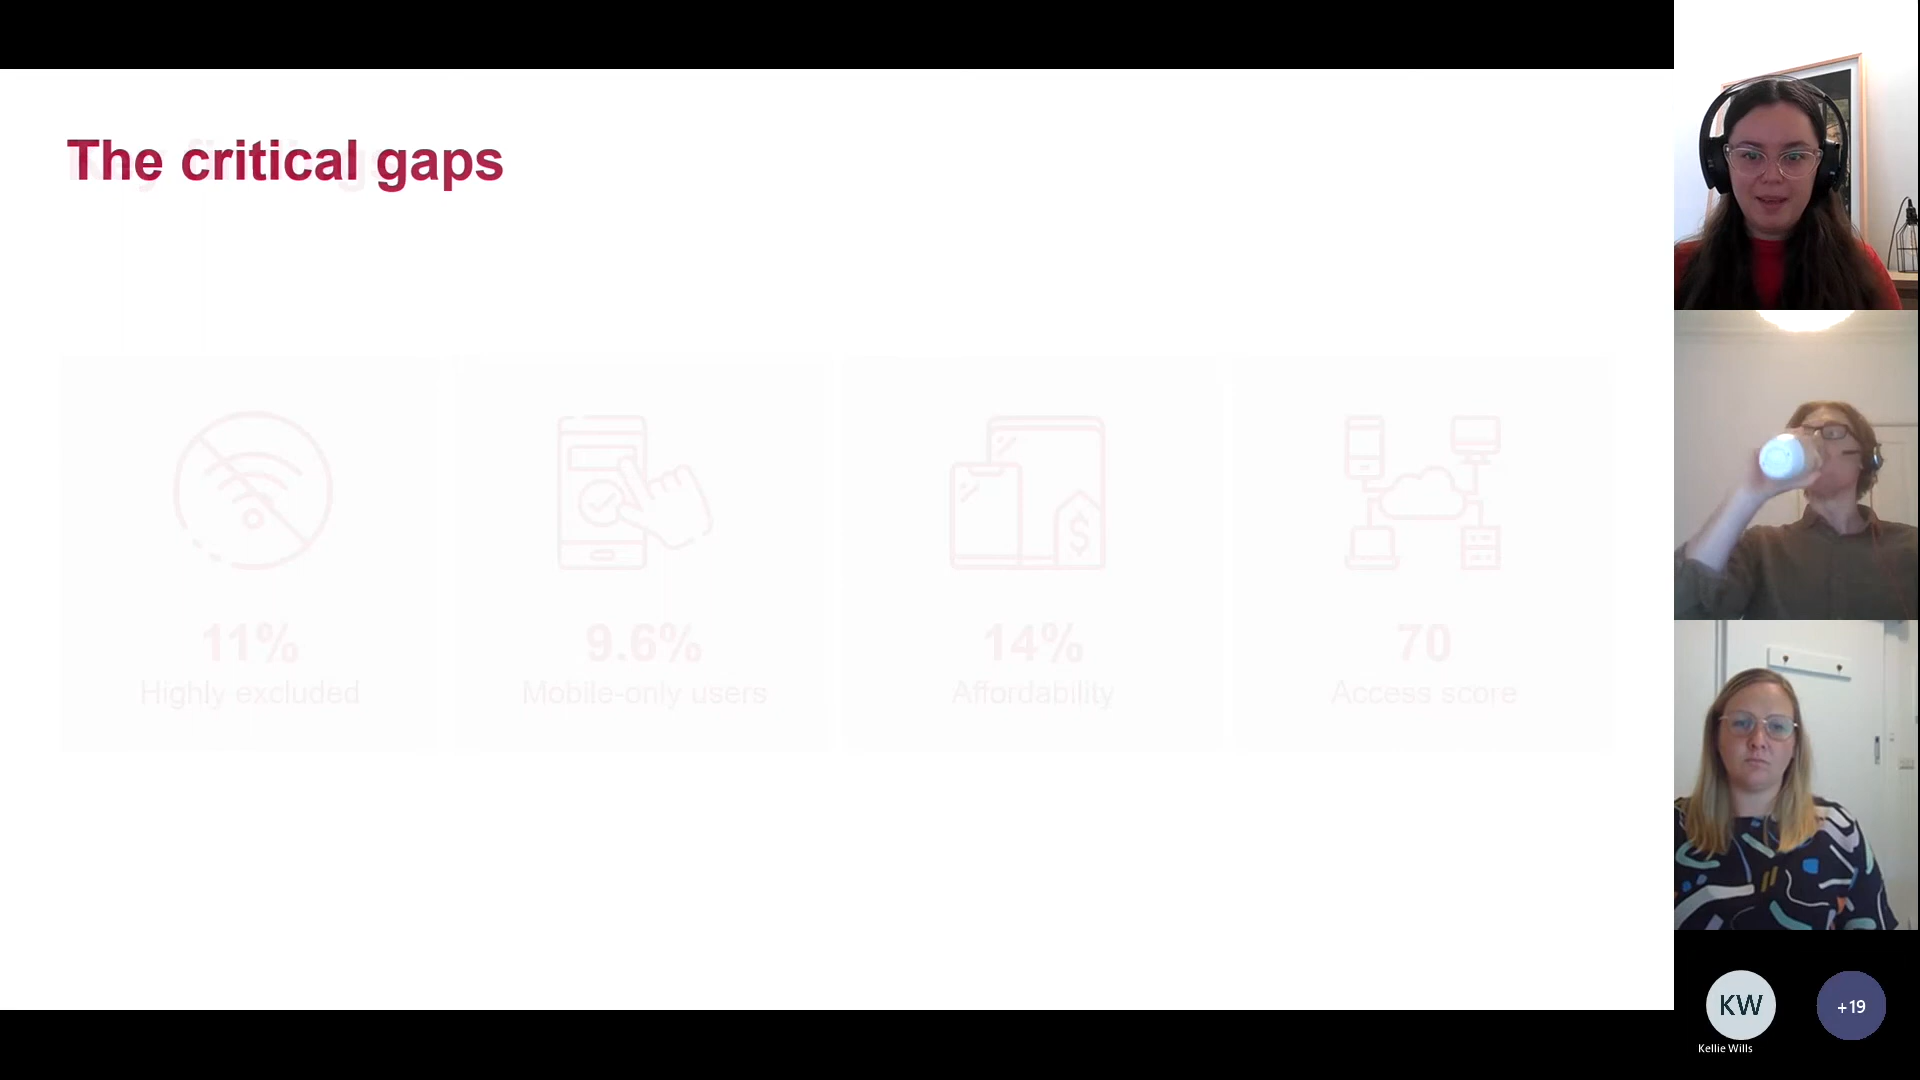 The critical gaps
11%
Highly excluded
9.6%
Mobile-only users
$
14%
Affordability
70
Access score
KW
+19
Kellie Wills